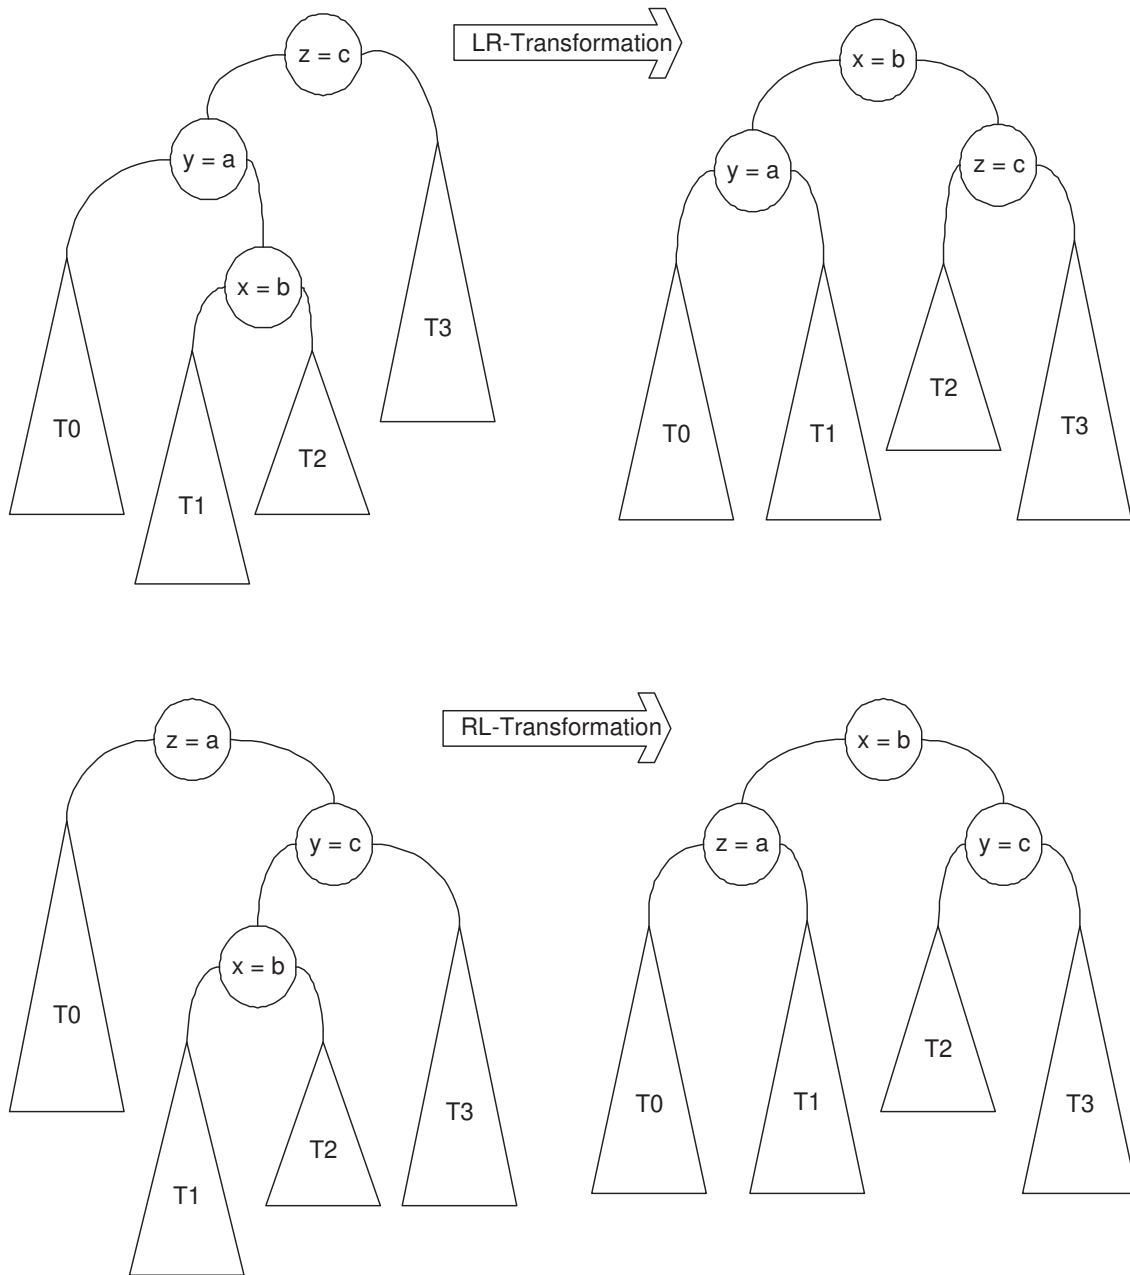 z = c
LR-Transformation
x = b
y = a
y = a
z = c
x = b
T3
T2
T0
T1
T3
T0
T2
T1
z = a
RL-Transformation
x = b
y = c
z = a
y = c
x = b
T0
T2
T0
T1
T3
T3
T2
T1